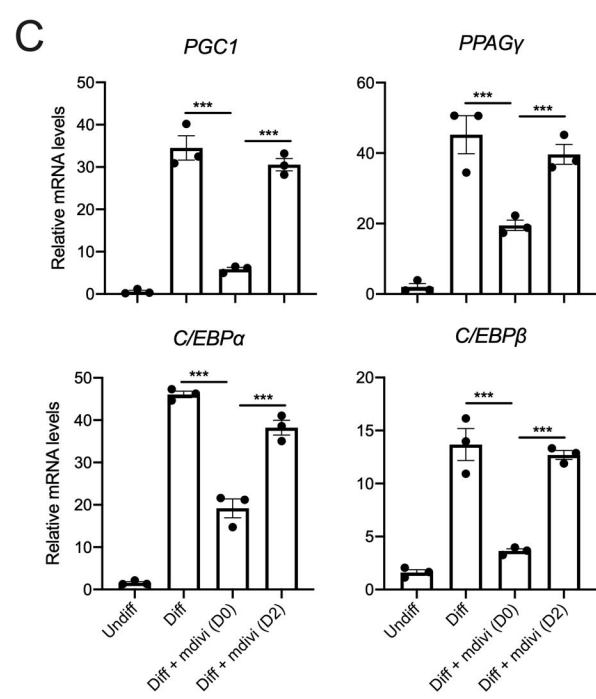 C
PGC1
Relative mRNA levels
50
40
30
20
10
0
***
***
PPAGγ
60
40
20
0
***
***
C/EBPα
Relative mRNA levels
50
40
30
20
10
0
***
***
Undiff
Diff
Diff + mdivi (D0)
Diff + mdivi (D2)
C/EBPβ
20
15
10
5
0
***
***
Undiff
Diff
Diff + mdivi (D0)
Diff + mdivi (D2)